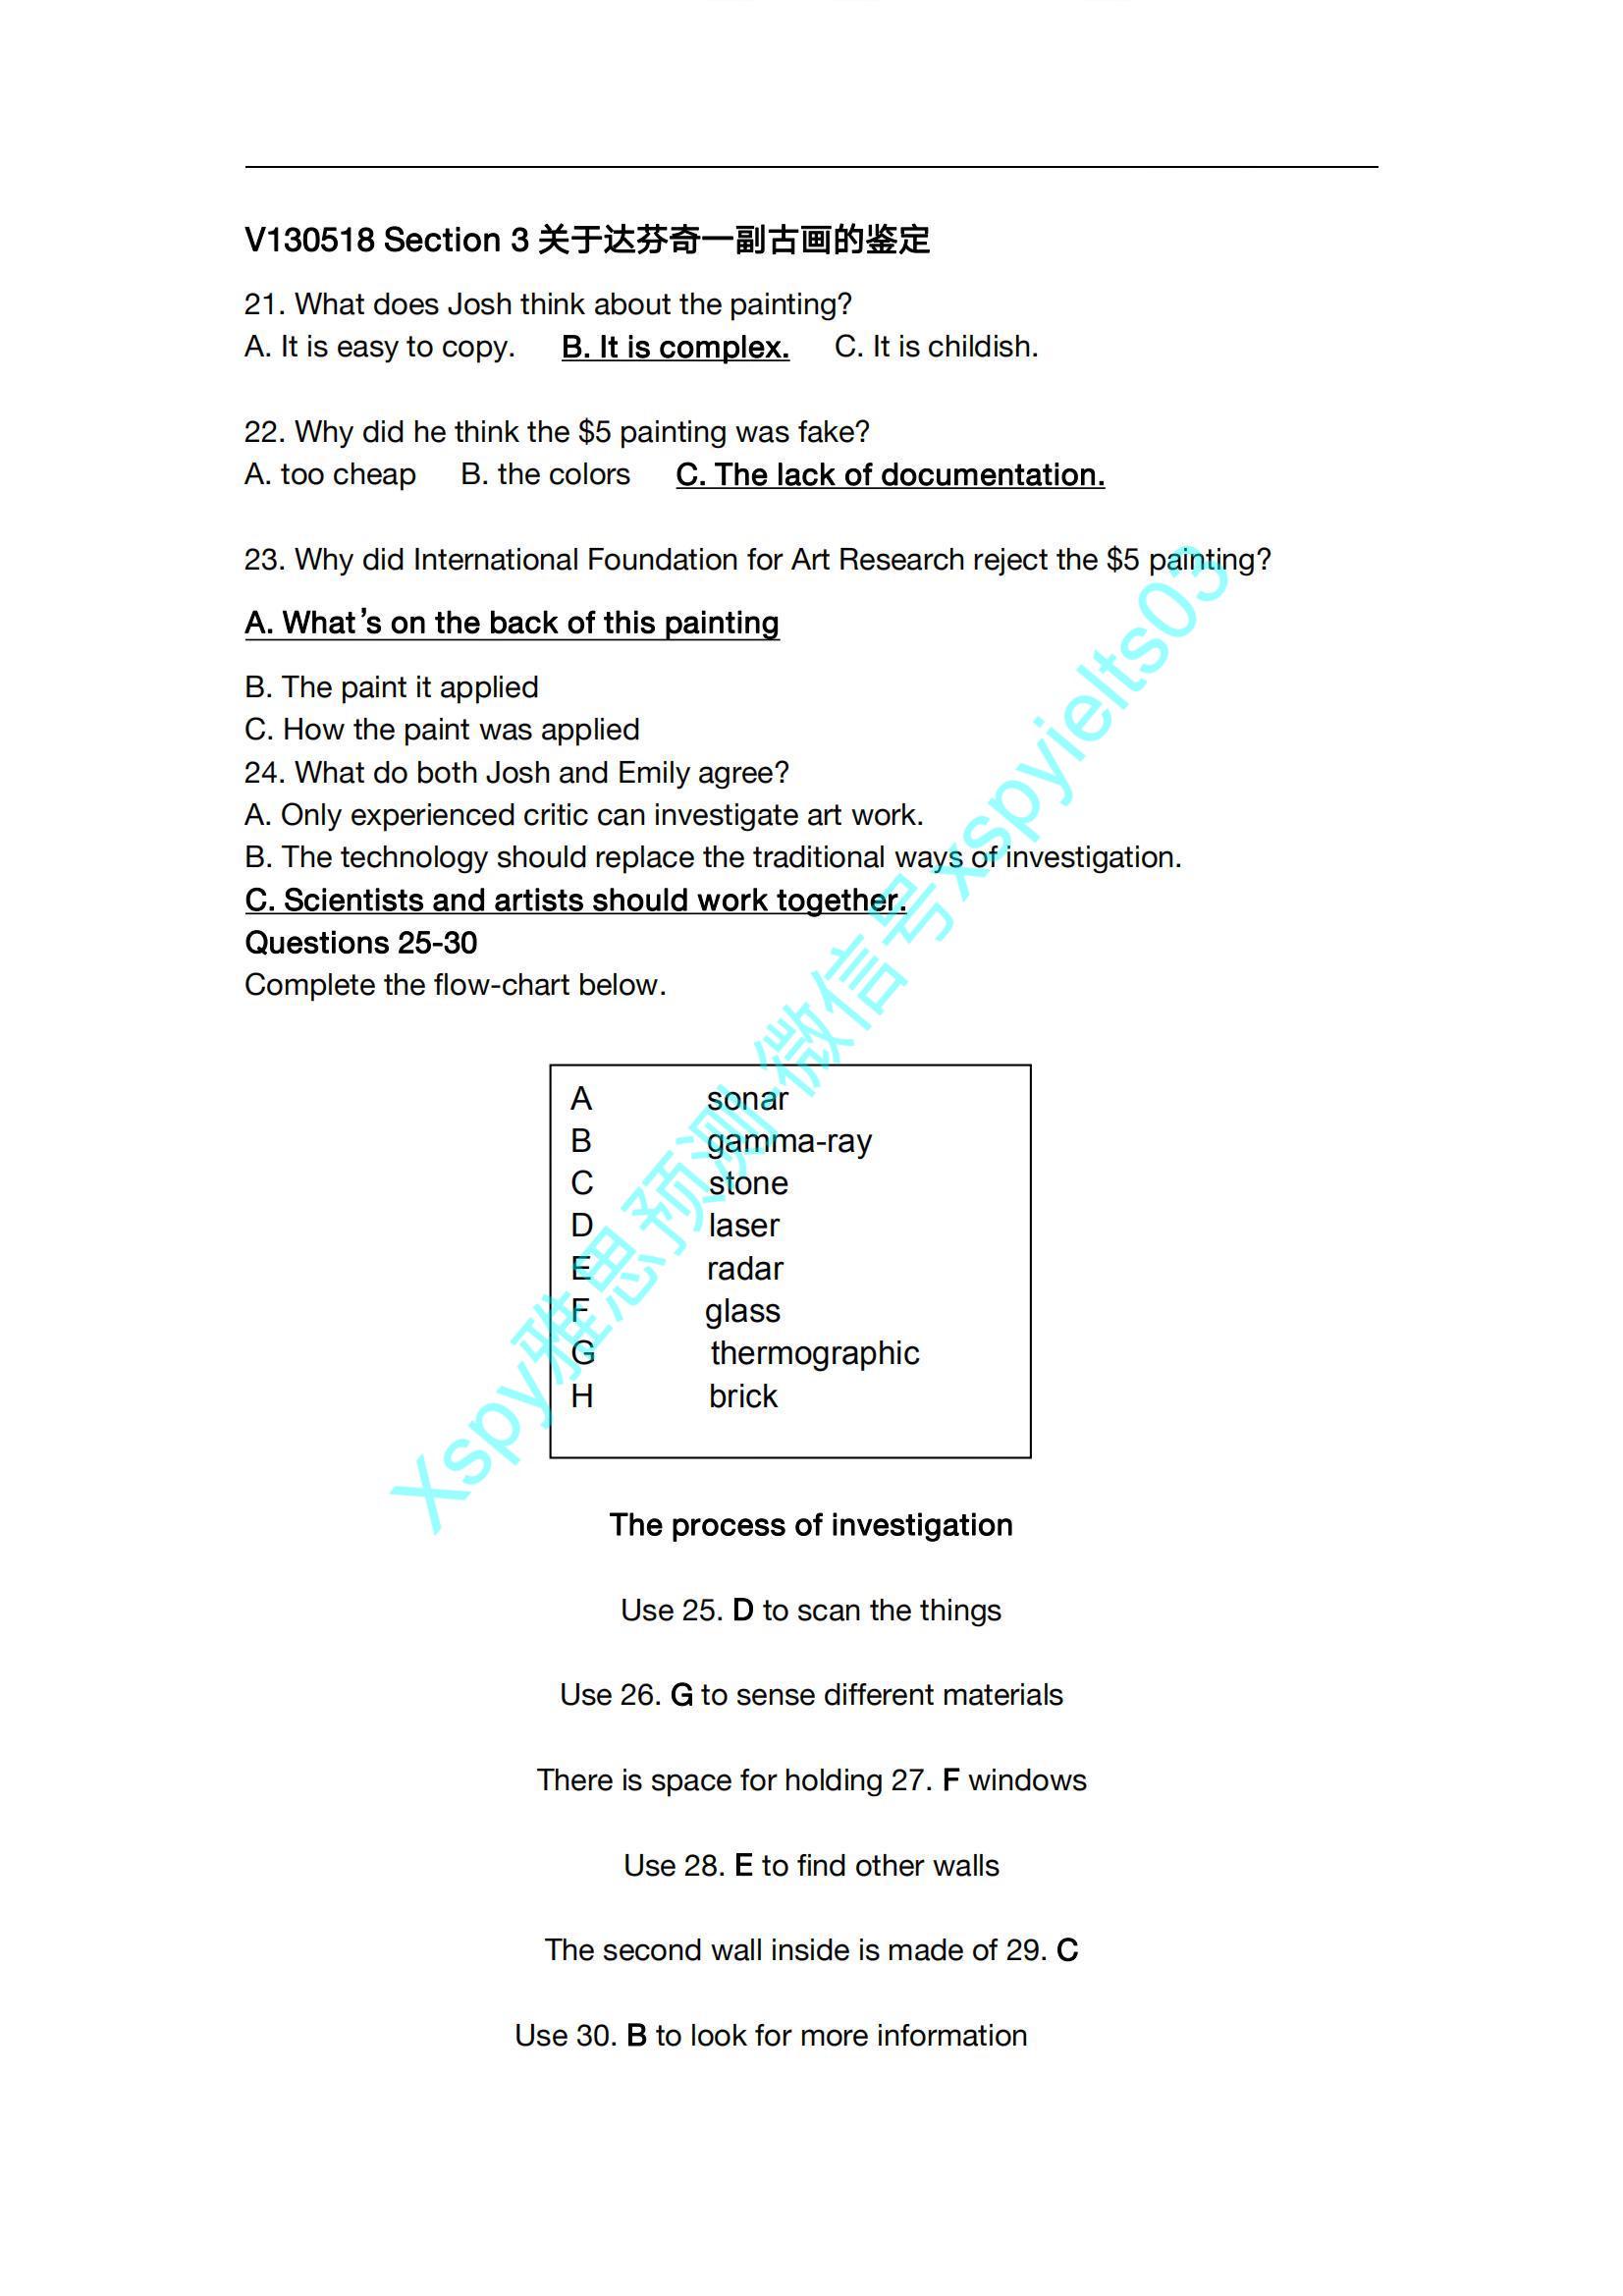 V130518 Section 3 关于达芬奇一副古画的鉴定
21. What does Josh think about the painting?
A. It is easy to copy. B. It is complex. C. It is childish.
22. Why did he think the $5 painting was fake?
A. too cheap B. the colors C. The lack of documentation.
23. Why did International Foundation for Art Research reject the $5 painting?
A. What's on the back of this painting
B. The paint it applied
C. How the paint was applied
24. What do both Josh and Emily agree?
A. Only experienced critic can investigate art work.
B. The technology should replace the traditional ways of investigation.
C. Scientists and artists should work together.
Questions 25-30
Complete the flow-chart below.
A sonar
B gamma-ray
C stone
D laser
E radar
F glass
G thermographic
H brick
The process of investigation
Use 25. D to scan the things
Use 26. G to sense different materials
There is space for holding 27. F windows
Use 28. E to find other walls
The second wall inside is made of 29. C
Use 30. B to look for more information
Xspy雅思预测-微信号xspyielts03